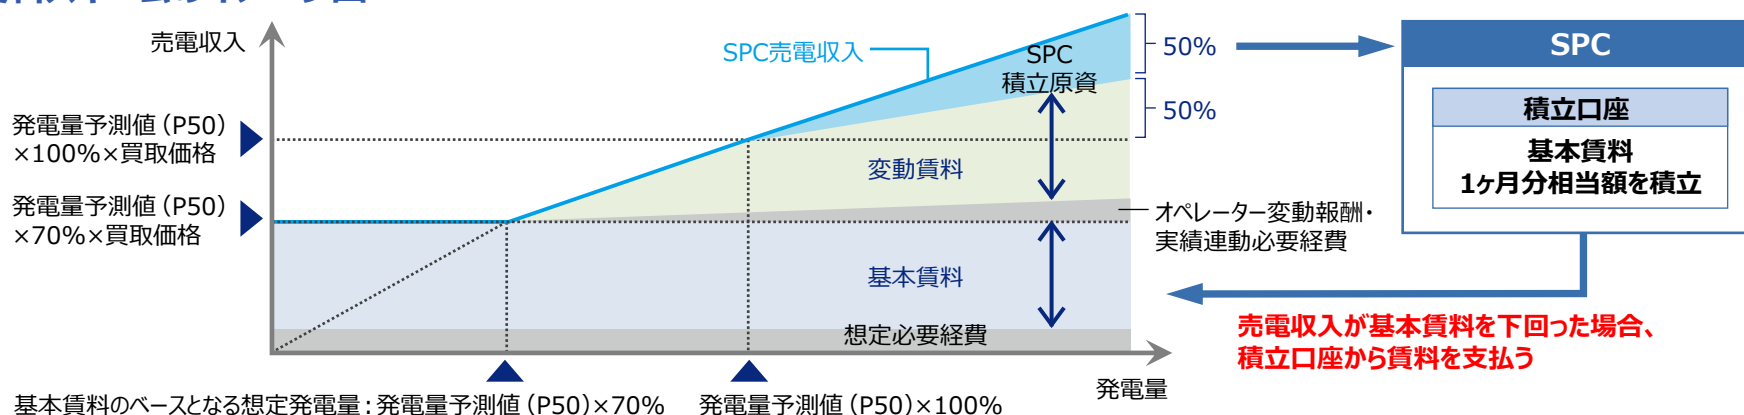 売電収入
SPC売電収入
SPC
積立原資
50%
50%
発電量予測値（P50）
×100%×買取価格
変動賃料
発電量予測値（P50）
×70%×買取価格
オペレーター変動報酬・
実績連動必要経費
基本賃料
想定必要経費
発電量
基本賃料のベースとなる想定発電量：発電量予測値（P50）×70%
発電量予測値（P50）×100%
SPC
積立口座
基本賃料
1ヶ月分相当額を積立
売電収入が基本賃料を下回った場合、
積立口座から賃料を支払う